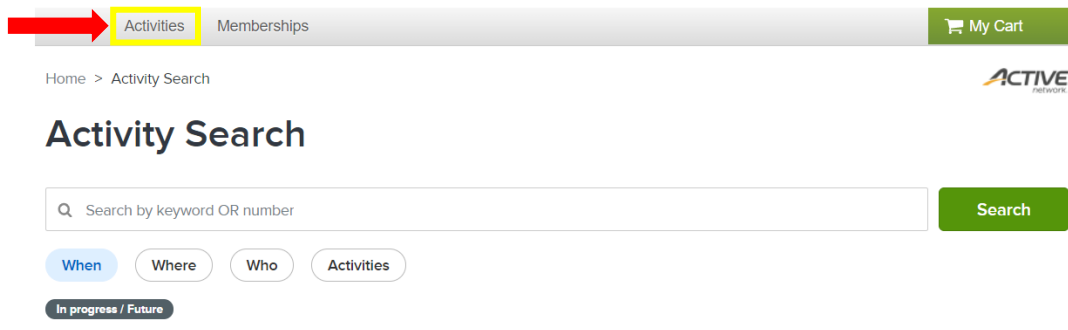 Activities Memberships My Cart
Home > Activity Search
ACTIVE
network
Activity Search
Search by keyword OR number Search
When Where Who Activities
In progress / Future